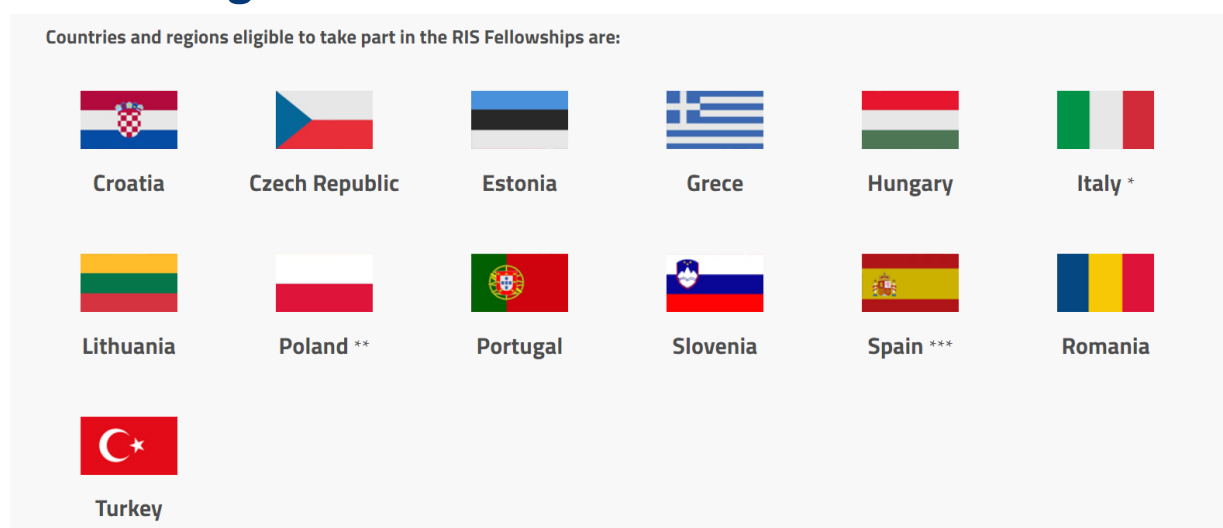 Countries and regions eligible to take part in the RIS Fellowships are:
Croatia Czech Republic Estonia Grece Hungary Italy *
Lithuania Poland ** Portugal Slovenia Spain *** Romania
Turkey